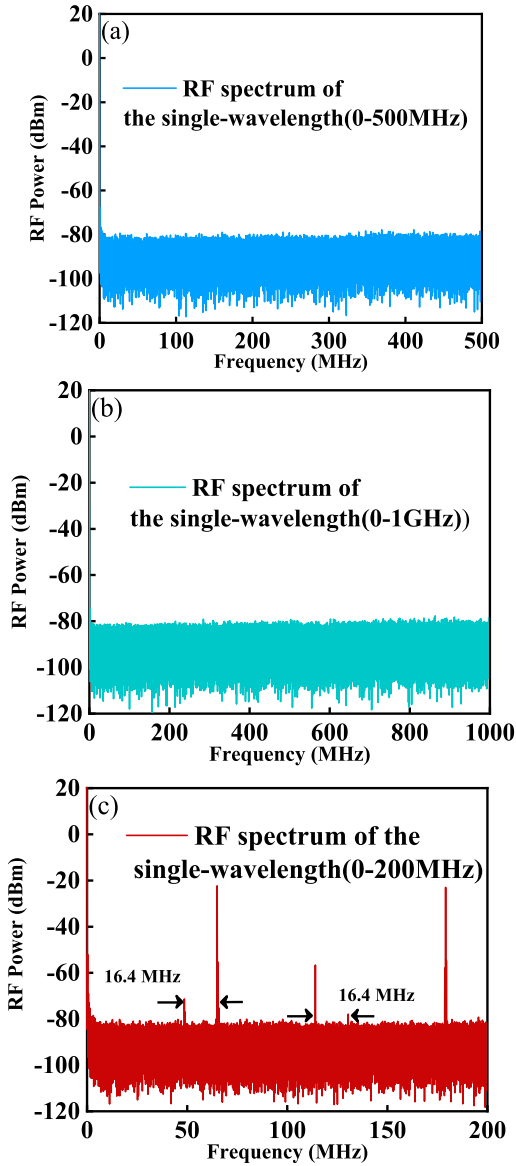 (a)
RF spectrum of
the single-wavelength(0-500MHz)
RF Power (dBm)
20
0
-20
-40
-60
-80
-100
-120
0 100 200 300 400 500
Frequency (MHz)
(b)
RF spectrum of
the single-wavelength(0-1GHz))
RF Power (dBm)
20
0
-20
-40
-60
-80
-100
-120
0 200 400 600 800 1000
Frequency (MHz)
(c)
RF spectrum of the
single-wavelength(0-200MHz)
RF Power (dBm)
20
0
-20
-40
-60
-80
-100
-120
16.4 MHz
16.4 MHz
0 50 100 150 200
Frequency (MHz)